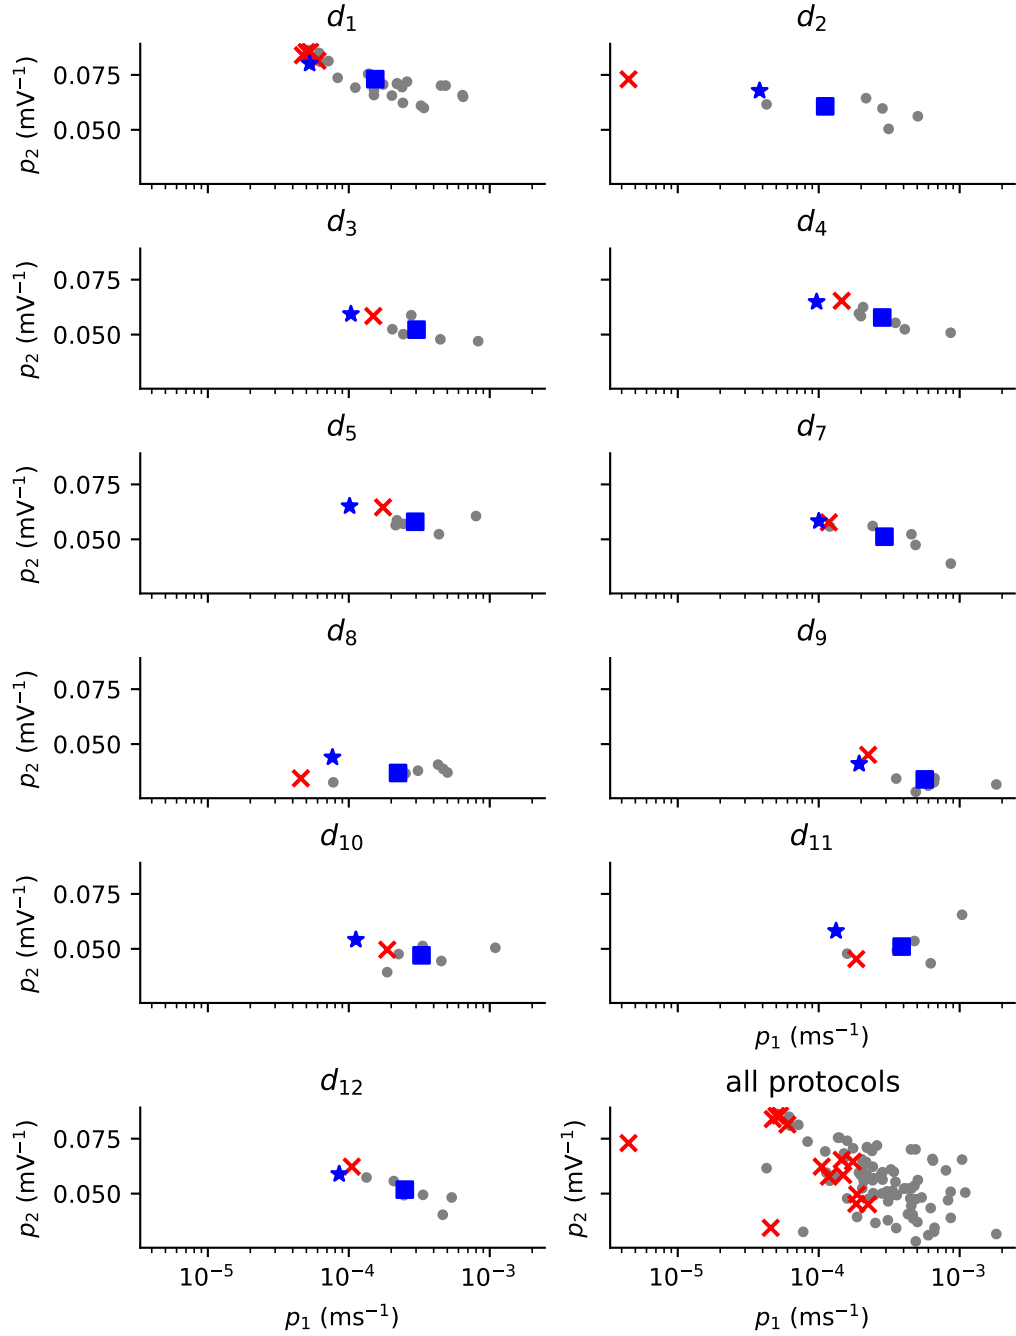 d₁ d₂
p₂ (mV⁻¹) 0.075 0.050
d₃ d₄
p₂ (mV⁻¹) 0.075 0.050
d₅ d₇
p₂ (mV⁻¹) 0.075 0.050
d₈ d₉
p₂ (mV⁻¹) 0.075 0.050
d₁₀ d₁₁
p₂ (mV⁻¹) 0.075 0.050
p₁ (ms⁻¹)
d₁₂ all protocols
p₂ (mV⁻¹) 0.075 0.050 p₂ (mV⁻¹)
10⁻⁵ 10⁻⁴ 10⁻³ 10⁻⁵ 10⁻⁴ 10⁻³
p₁ (ms⁻¹) p₁ (ms⁻¹)